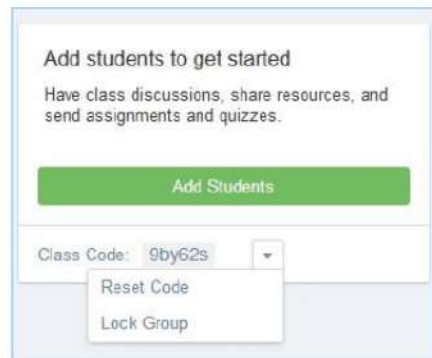 Add students to get started
Have class discussions, share resources, and
send assignments and quizzes.
Add Students
Class Code: 9by62s
Reset Code
Lock Group